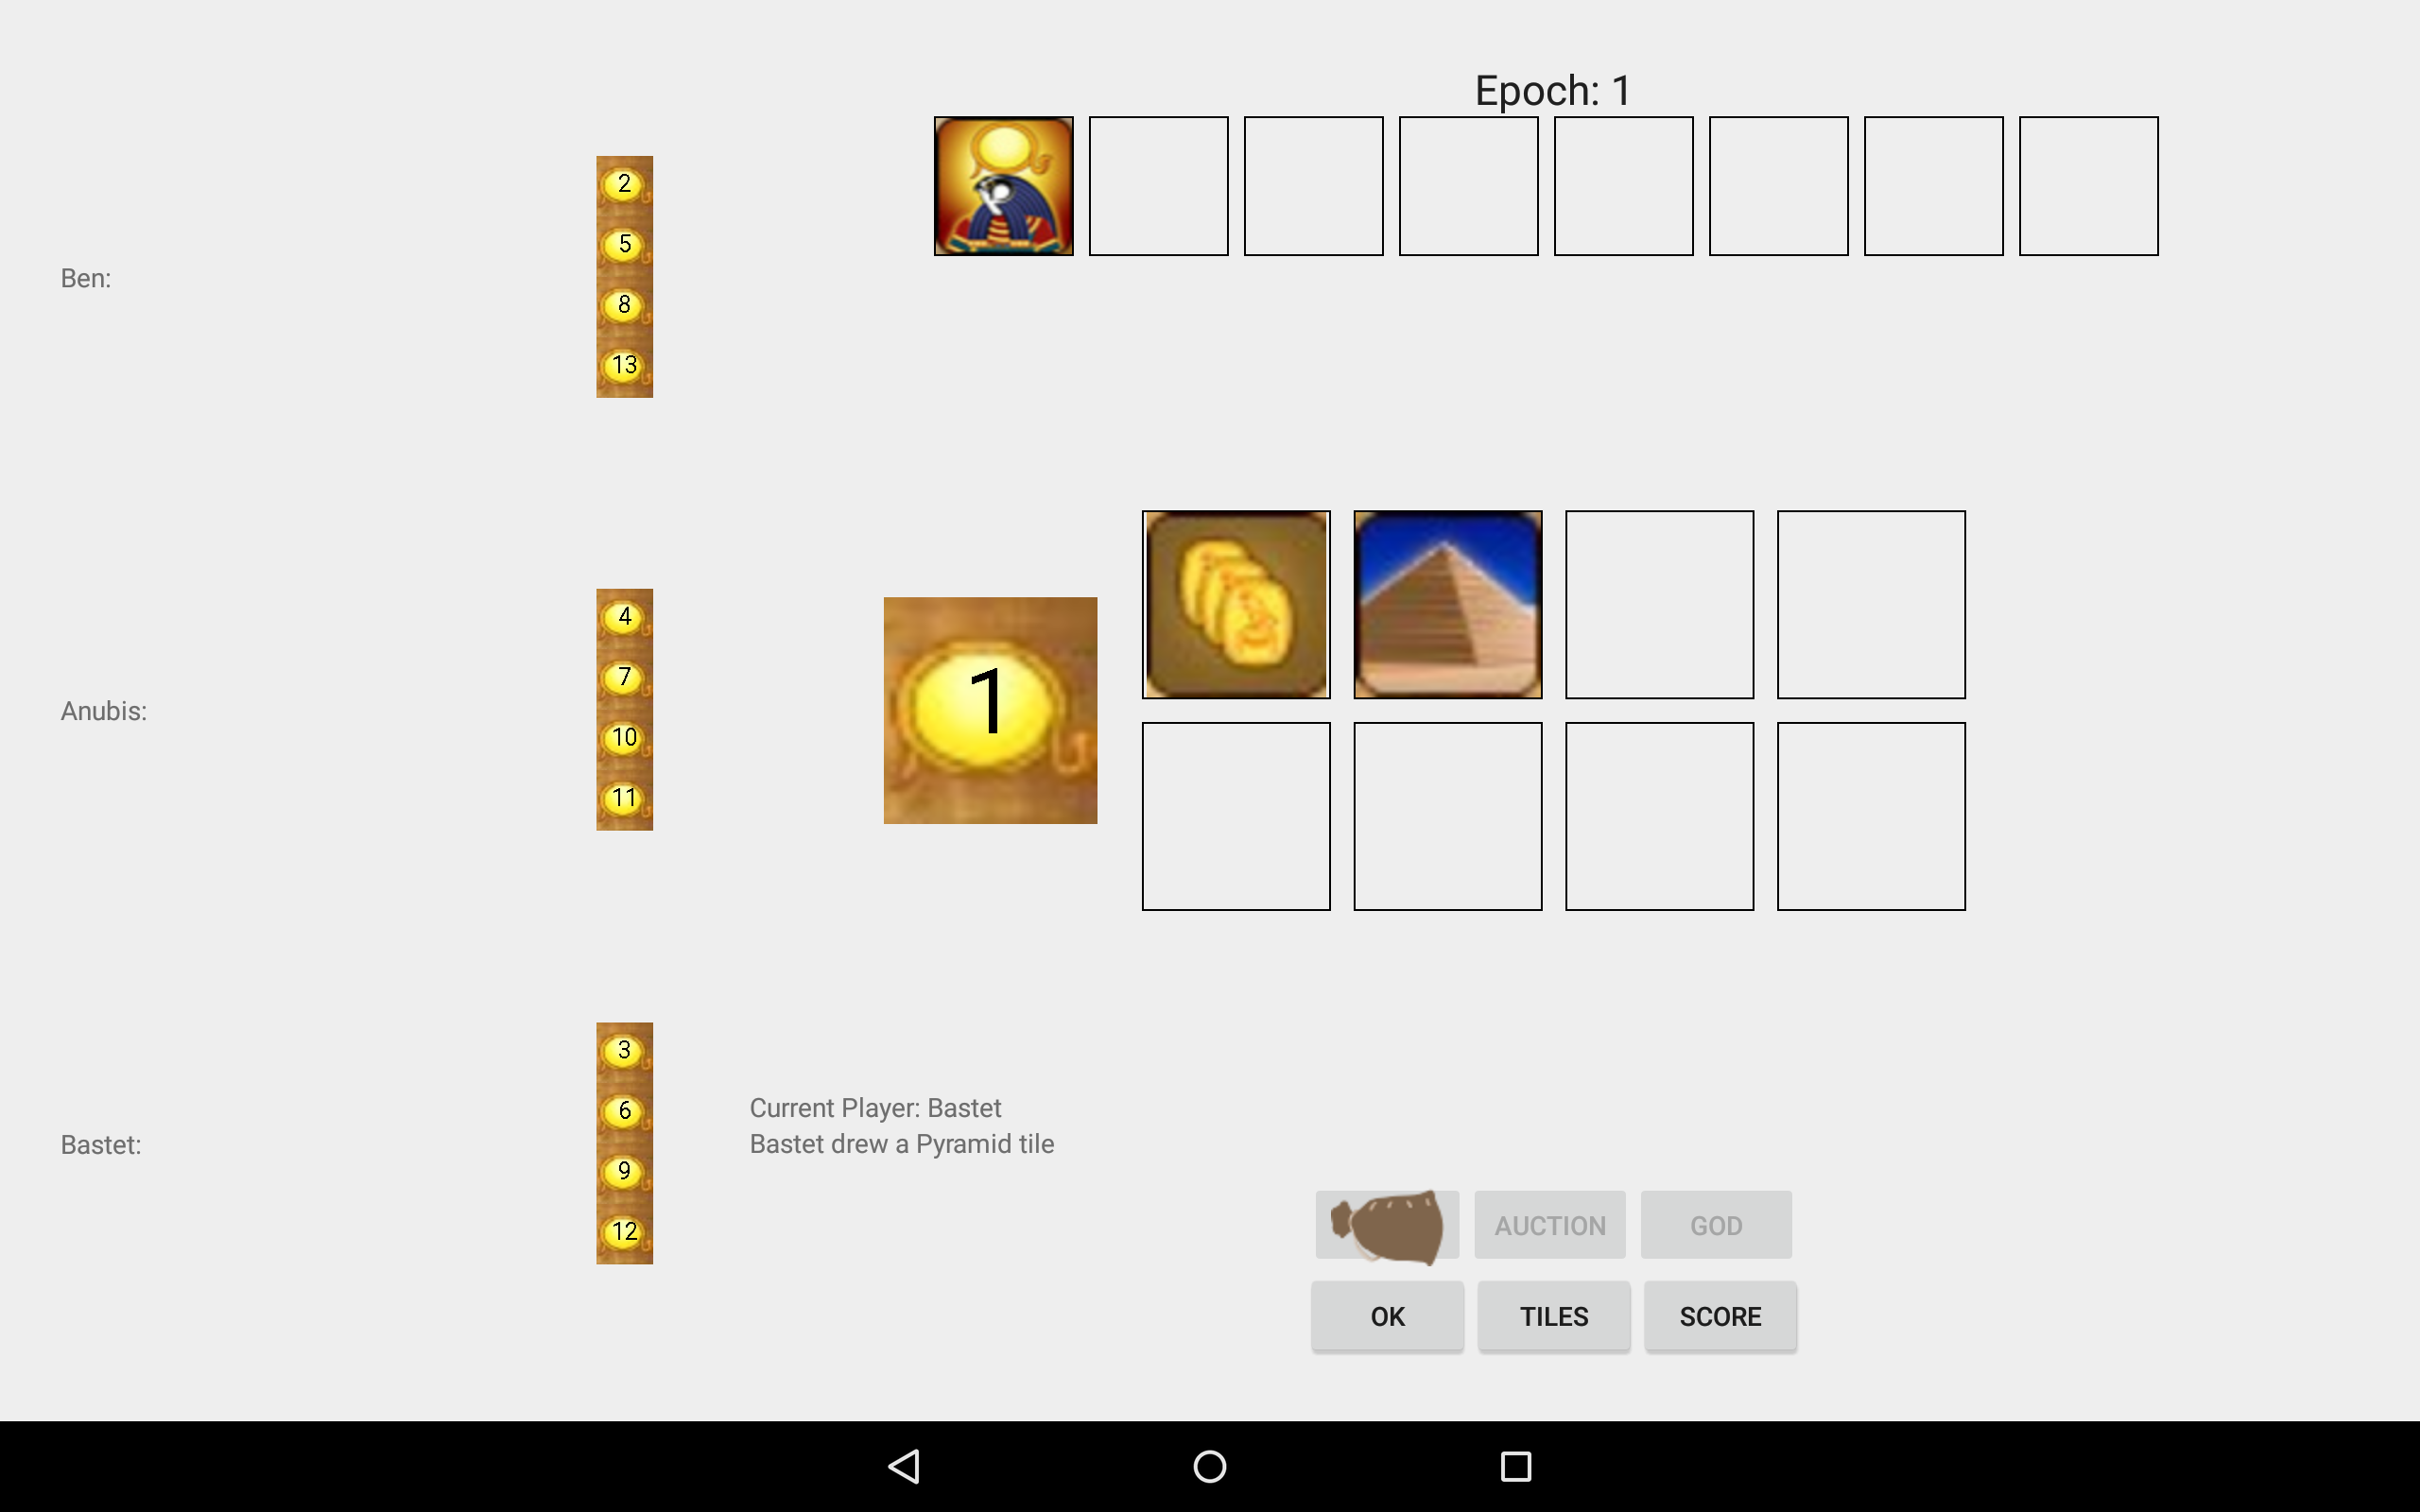 Epoch: 1
Ben:
2
5
8
13
Anubis:
4
7
10
11
1
Bastet:
3
6
9
12
Current Player: Bastet
Bastet drew a Pyramid tile
AUCTION GOD
OK TILES SCORE